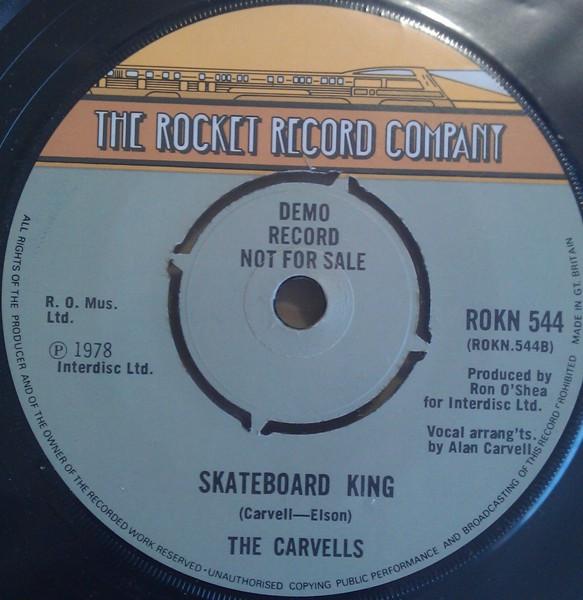 THE ROCKET RECORD COMPANY
DEMO
RECORD
NOT FOR SALE
R. O. Mus.
Ltd.
Ⓟ 1978
Interdisc Ltd.
ROKN 544
(ROKN.544B)
Produced by
Ron O'Shea
for Interdisc Ltd.
Vocal arrang'ts.
by Alan Carvell.
SKATEBOARD KING
(Carvell—Elson)
THE CARVELLS
ALL RIGHTS OF THE PRODUCER AND OF THE OWNER OF THE RECORDED WORK RESERVED · UNAUTHORISED COPYING PUBLIC PERFORMANCE AND BROADCASTING OF THIS RECORD PROHIBITED MADE IN GT. BRITAIN